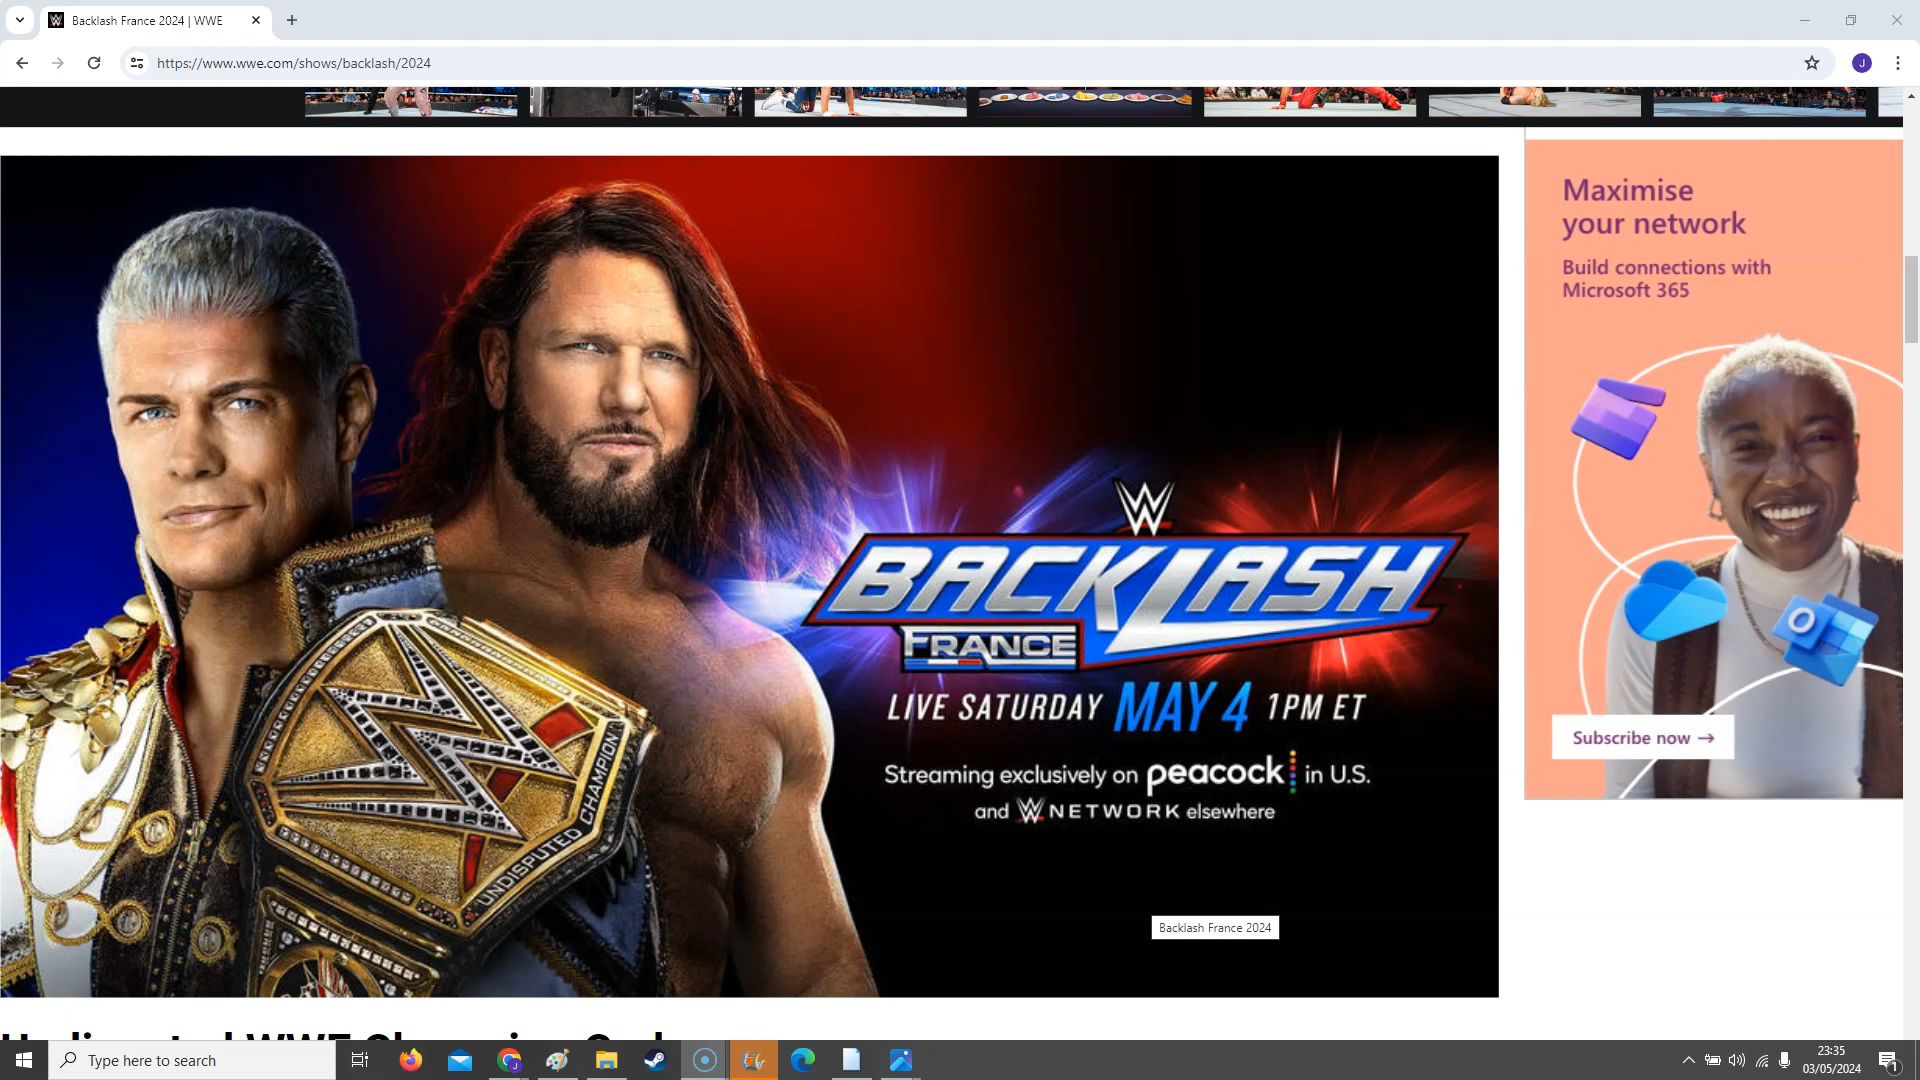 Backlash France 2024 | WWE
https://www.wwe.com/shows/backlash/2024
Maximise
your network
Build connections with
Microsoft 365
Subscribe now →
W
BACKLASH
FRANCE
LIVE SATURDAY MAY 4 1PM ET
Streaming exclusively on peacock in U.S.
and W NETWORK elsewhere
UNDISPUTED CHAMPION
Backlash France 2024
Type here to search
23:35
03/05/2024